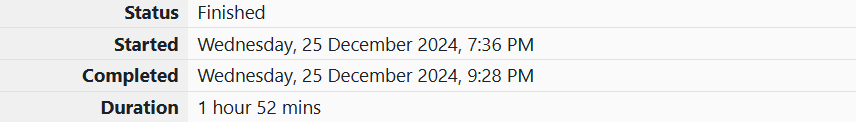 Status Finished
Started Wednesday, 25 December 2024, 7:36 PM
Completed Wednesday, 25 December 2024, 9:28 PM
Duration 1 hour 52 mins